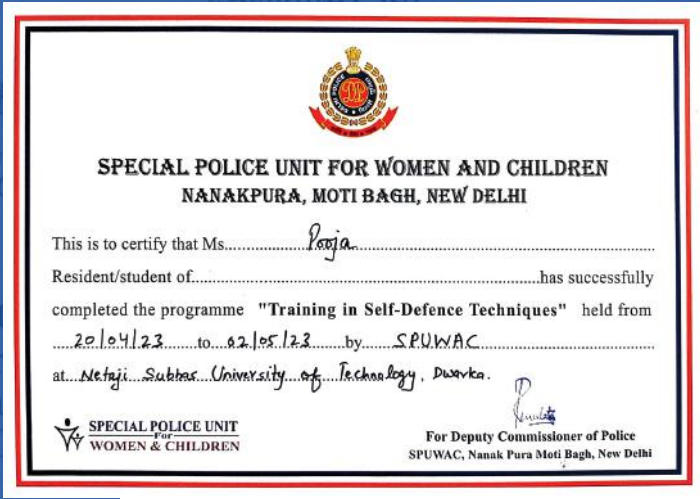 SPECIAL POLICE UNIT FOR WOMEN AND CHILDREN
NANAKPURA, MOTI BAGH, NEW DELHI
This is to certify that Ms. Pooja
Resident/student of has successfully
completed the programme "Training in Self-Defence Techniques" held from
20/04/23 to 02/05/23 by SPUWAC
at Netaji Subhas University of Technology, Dwarka.
SPECIAL POLICE UNIT
For
WOMEN & CHILDREN
For Deputy Commissioner of Police
SPUWAC, Nanak Pura Moti Bagh, New Delhi